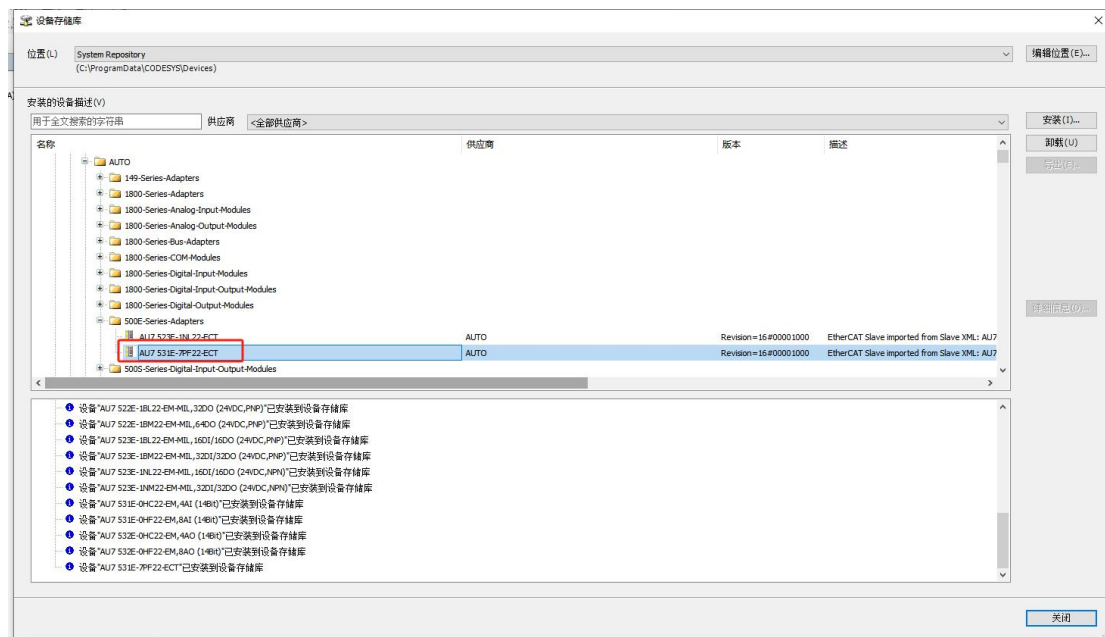 设备存储库
位置(L) System Repository 编辑位置(E)...
(C:\ProgramData\CODESYS\Devices)
安装的设备描述(V)
用于全文搜索的字符串 供应商 <全部供应商> 安装(I)...
名称 供应商 版本 描述 卸载(U)
AUTO 导出(E)...
149-Series-Adapters
1800-Series-Adapters
1800-Series-Analog-Input-Modules
1800-Series-Analog-Output-Modules
1800-Series-Bus-Adapters
1800-Series-COM-Modules
1800-Series-Digital-Input-Modules
1800-Series-Digital-Input-Output-Modules
1800-Series-Digital-Output-Modules 详细信息(D)...
500E-Series-Adapters
AU7 523E-1NL22-ECT AUTO Revision=16#00001000 EtherCAT Slave imported from Slave XML: AU7
AU7 531E-7PF22-ECT AUTO Revision=16#00001000 EtherCAT Slave imported from Slave XML: AU7
500S-Series-Digital-Input-Output-Modules
设备"AU7 522E-1BL22-EM-MIL,32DO (24VDC,PNP)"已安装到设备存储库
设备"AU7 522E-1BM22-EM-MIL,64DO (24VDC,PNP)"已安装到设备存储库
设备"AU7 523E-1BL22-EM-MIL,16DI/16DO (24VDC,PNP)"已安装到设备存储库
设备"AU7 523E-1BM22-EM-MIL,32DI/32DO (24VDC,PNP)"已安装到设备存储库
设备"AU7 523E-1NL22-EM-MIL,16DI/16DO (24VDC,NPN)"已安装到设备存储库
设备"AU7 523E-1NM22-EM-MIL,32DI/32DO (24VDC,NPN)"已安装到设备存储库
设备"AU7 531E-0HC22-EM,4AI (14Bit)"已安装到设备存储库
设备"AU7 531E-0HF22-EM,8AI (14Bit)"已安装到设备存储库
设备"AU7 532E-0HC22-EM,4AO (14Bit)"已安装到设备存储库
设备"AU7 532E-0HF22-EM,8AO (14Bit)"已安装到设备存储库
设备"AU7 531E-7PF22-ECT"已安装到设备存储库
关闭